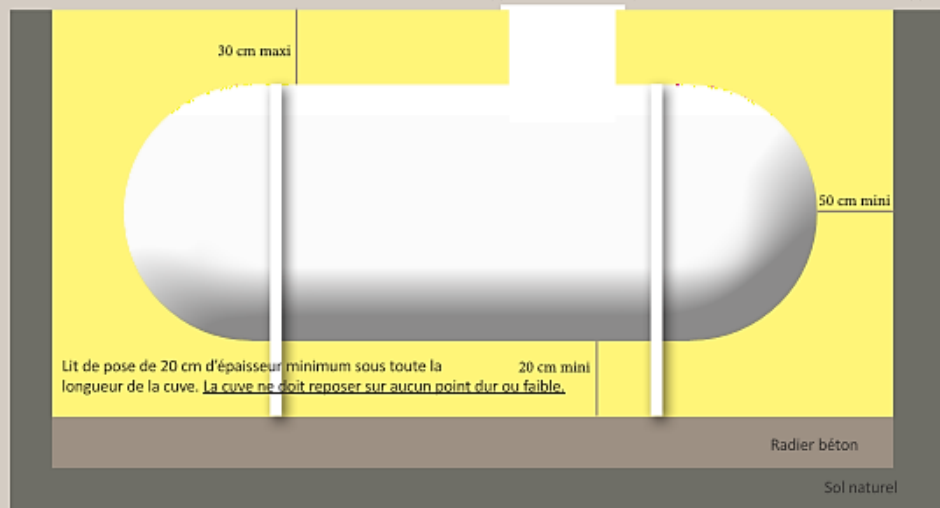 30 cm maxi
50 cm mini
Lit de pose de 20 cm d'épaisseur minimum sous toute la
20 cm mini
longueur de la cuve. La cuve ne doit reposer sur aucun point dur ou faible.
Radier béton
Sol naturel